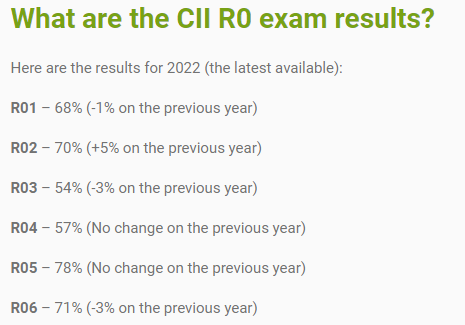 What are the CII R0 exam results?
Here are the results for 2022 (the latest available):
R01 – 68% (-1% on the previous year)
R02 – 70% (+5% on the previous year)
R03 – 54% (-3% on the previous year)
R04 – 57% (No change on the previous year)
R05 – 78% (No change on the previous year)
R06 – 71% (-3% on the previous year)